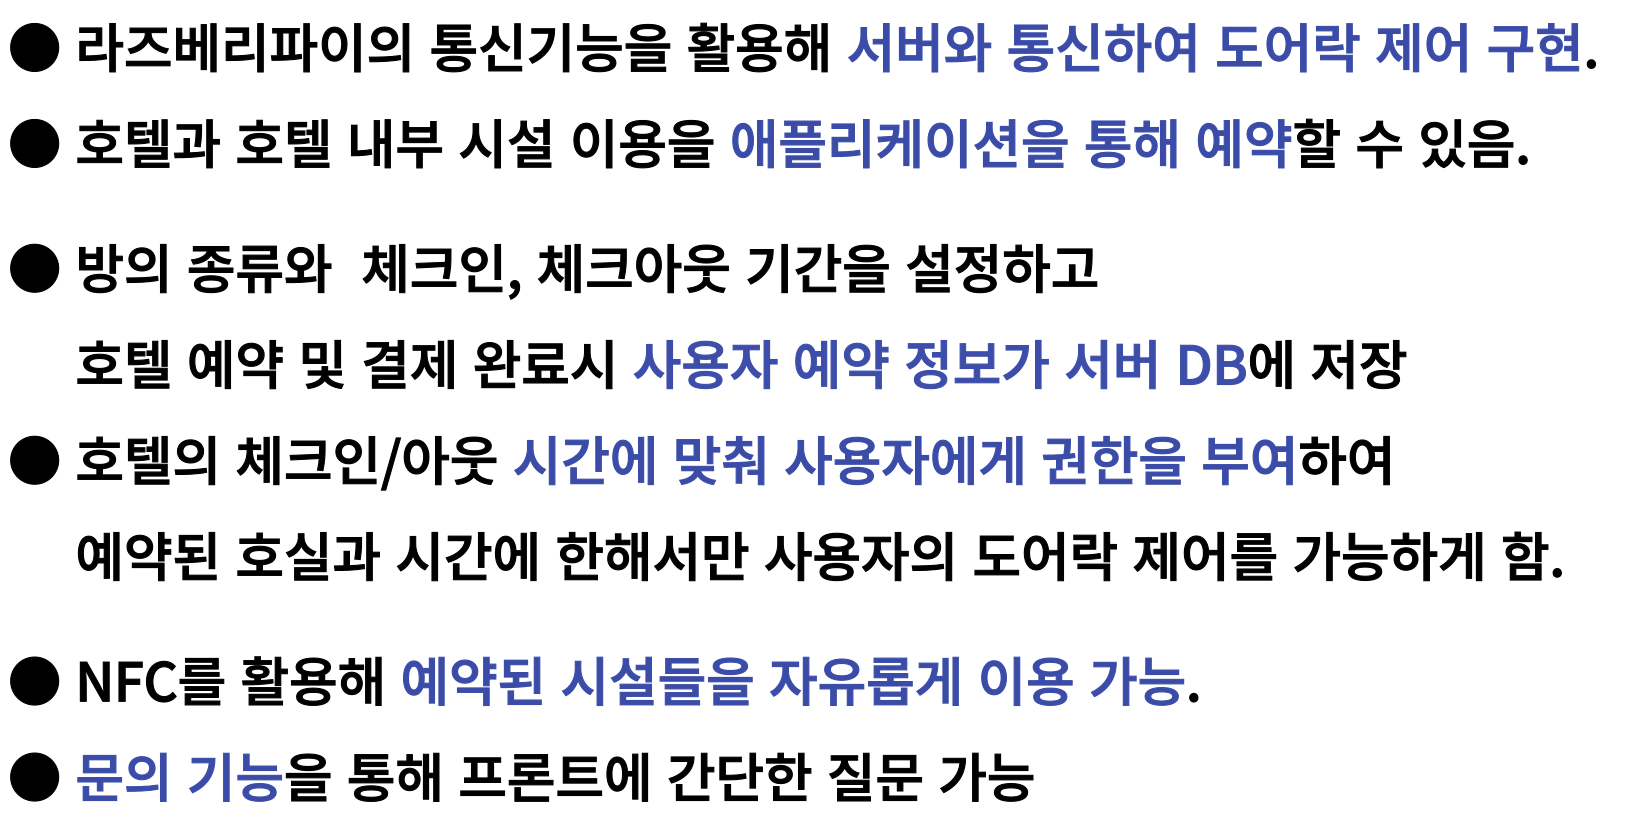 ● 라즈베리파이의 통신기능을 활용해 서버와 통신하여 도어락 제어 구현.
● 호텔과 호텔 내부 시설 이용을 애플리케이션을 통해 예약할 수 있음.
● 방의 종류와  체크인, 체크아웃 기간을 설정하고
호텔 예약 및 결제 완료시 사용자 예약 정보가 서버 DB에 저장
● 호텔의 체크인/아웃 시간에 맞춰 사용자에게 권한을 부여하여
예약된 호실과 시간에 한해서만 사용자의 도어락 제어를 가능하게 함.
● NFC를 활용해 예약된 시설들을 자유롭게 이용 가능.
● 문의 기능을 통해 프론트에 간단한 질문 가능